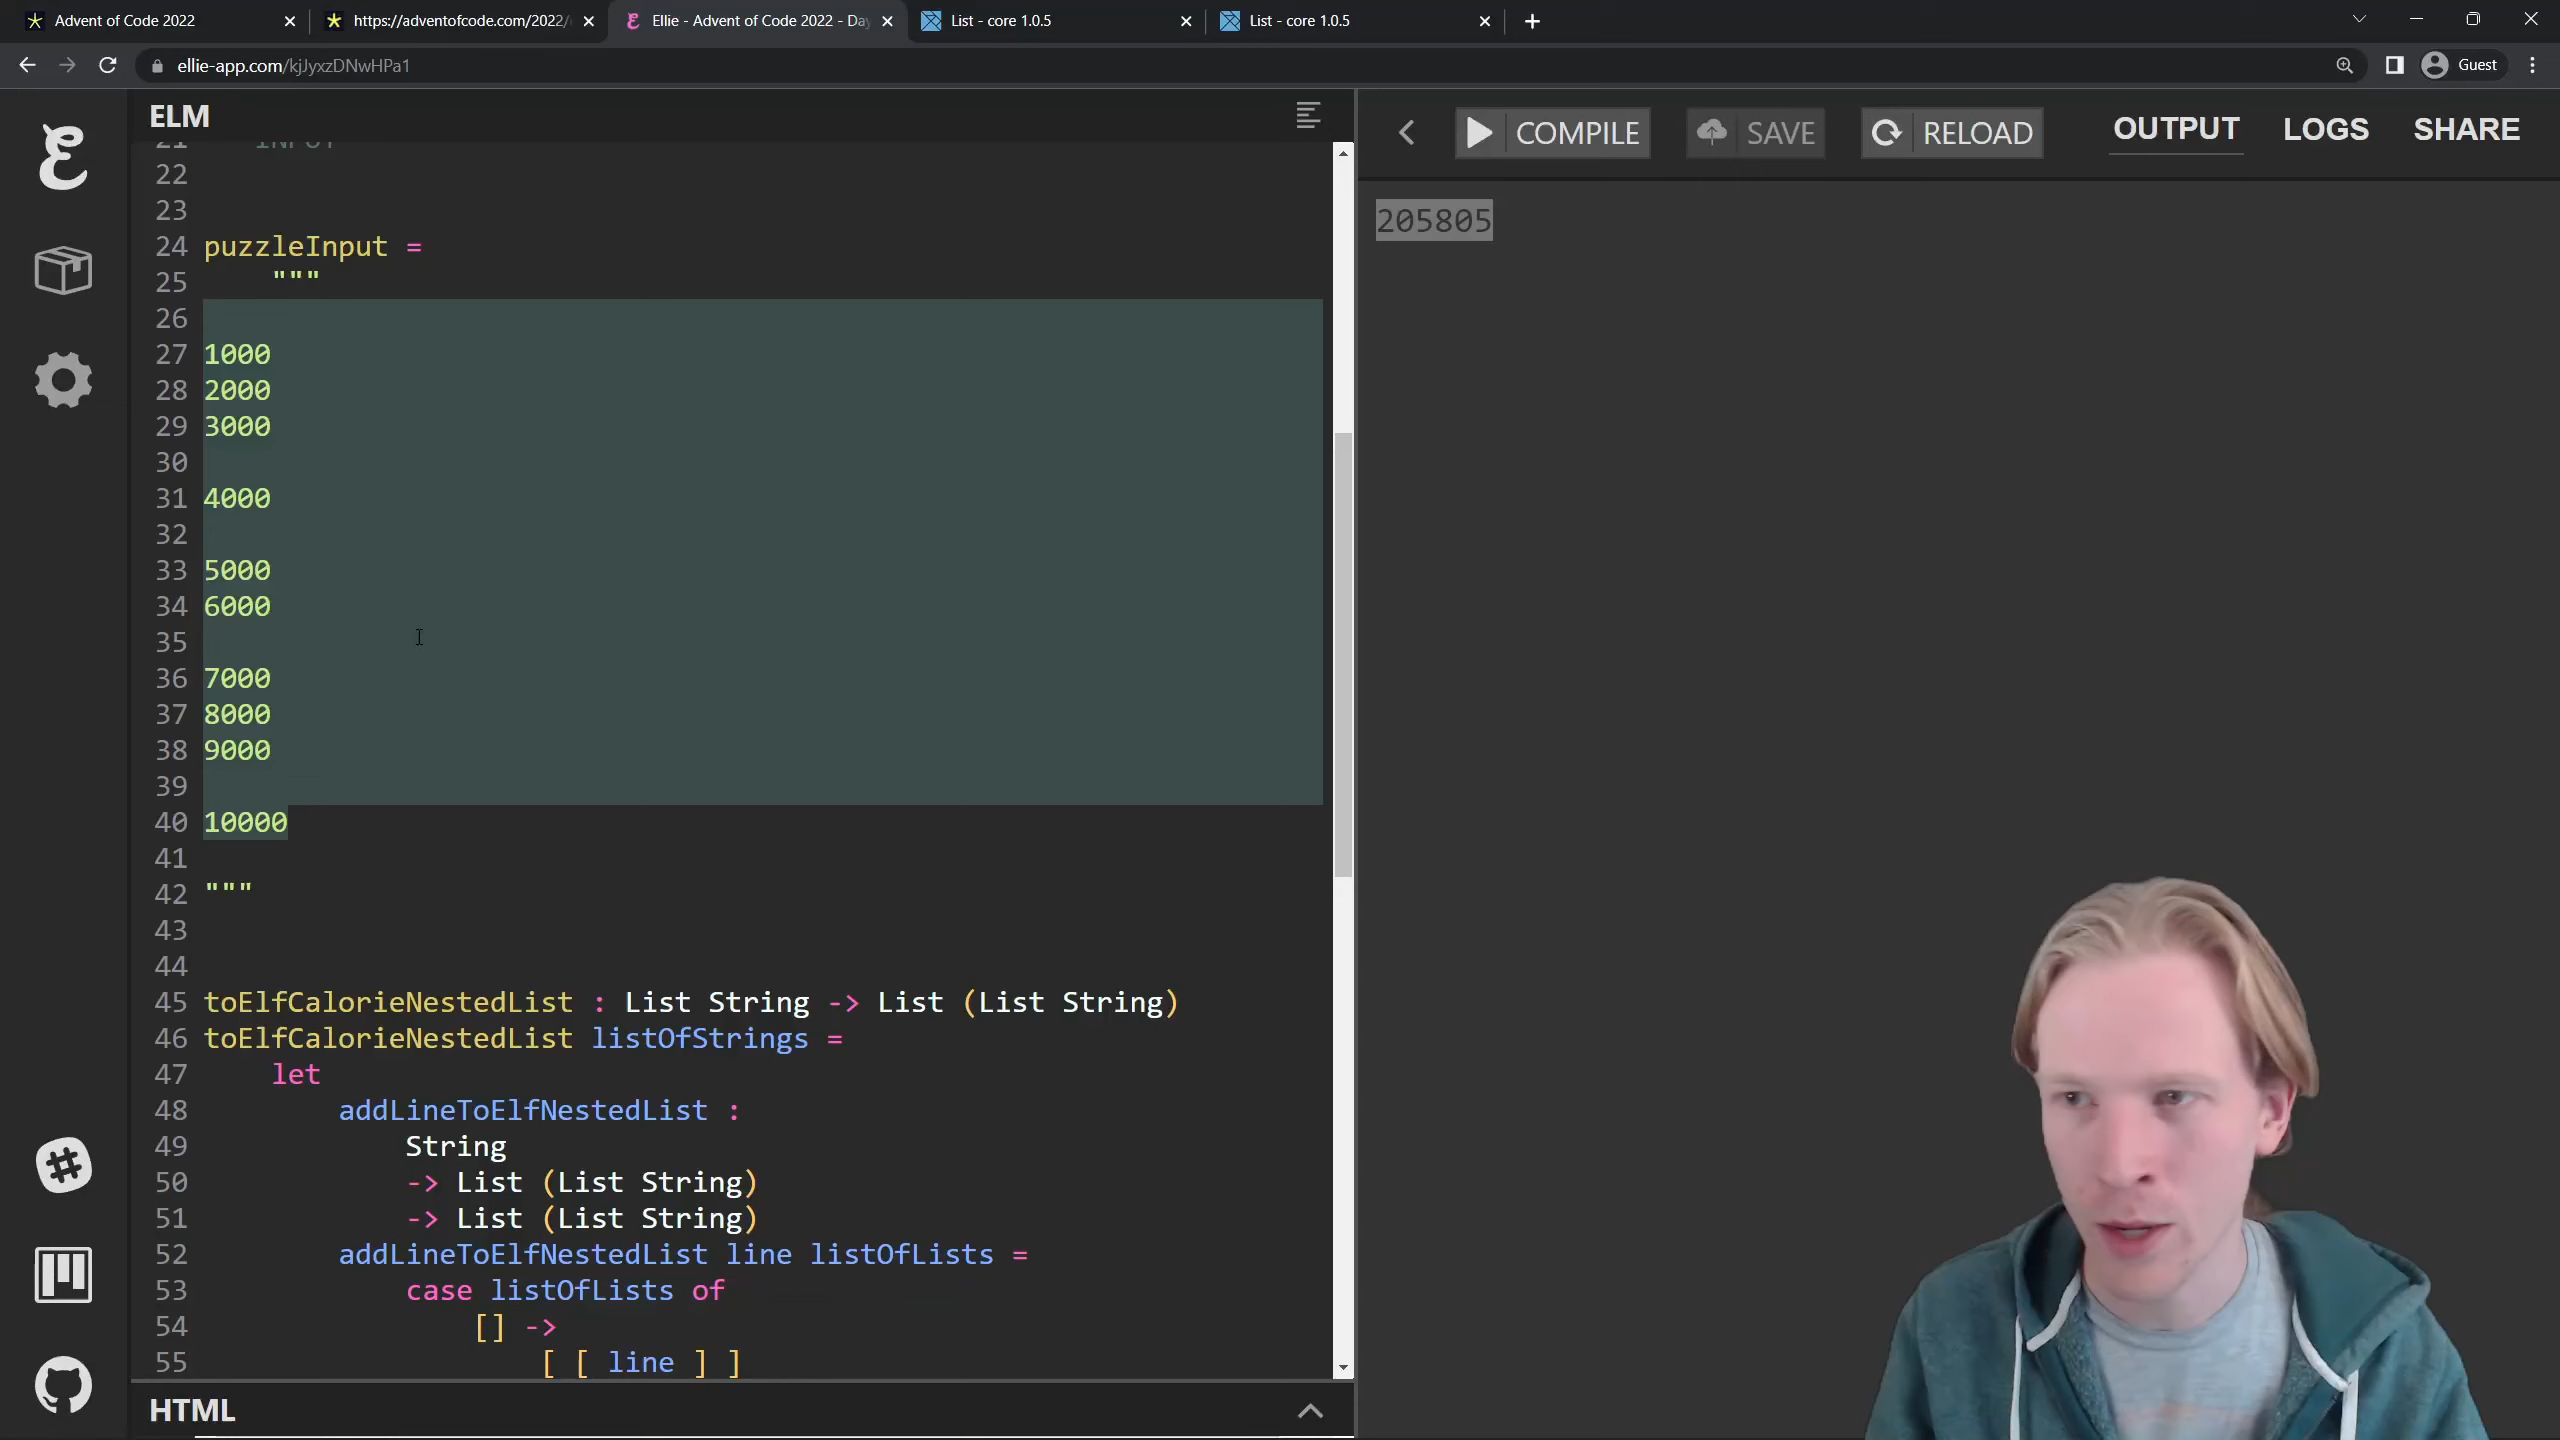 Advent of Code 2022
https://adventofcode.com/2022/
Ellie - Advent of Code 2022 - Da
List - core 1.0.5
List - core 1.0.5
ellie-app.com/kjJyxzDNwHPa1
Guest
ELM
COMPILE
SAVE
RELOAD
OUTPUT
LOGS
SHARE
205805
21 INPUT
22
23
24 puzzleInput =
25 """
26
27 1000
28 2000
29 3000
30
31 4000
32
33 5000
34 6000
35
36 7000
37 8000
38 9000
39
40 10000
41
42 """
43
44
45 toElfCalorieNestedList : List String -> List (List String)
46 toElfCalorieNestedList listOfStrings =
47 let
48 addLineToElfNestedList :
49 String
50 -> List (List String)
51 -> List (List String)
52 addLineToElfNestedList line listOfLists =
53 case listOfLists of
54 [] ->
55 [ [ line ] ]
HTML